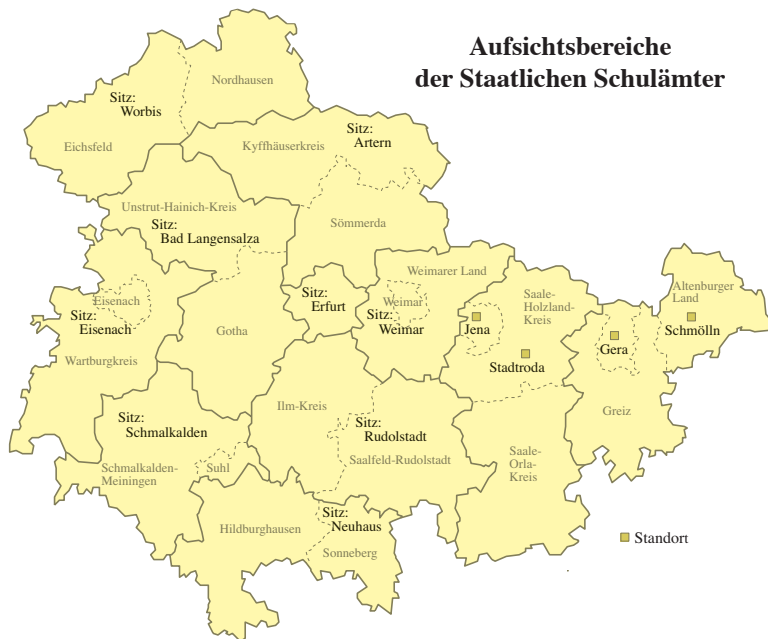 Aufsichtsbereiche
der Staatlichen Schulämter
Nordhausen
Sitz:
Worbis
Eichsfeld
Sitz:
Artern
Kyffhäuserkreis
Unstrut-Hainich-Kreis
Sitz:
Bad Langensalza
Sömmerda
Weimarer Land
Eisenach
Sitz:
Eisenach
Wartburgkreis
Gotha
Sitz:
Erfurt
Weimar
Sitz:
Weimar
Jena
Saale-
Holzland-
Kreis
Stadtroda
Altenburger
Land
Schmölln
Gera
Greiz
Sitz:
Schmalkalden
Schmalkalden-
Meiningen
Suhl
Ilm-Kreis
Sitz:
Rudolstadt
Saalfeld-Rudolstadt
Saale-
Orla-
Kreis
Hildburghausen
Sitz:
Neuhaus
Sonneberg
Standort